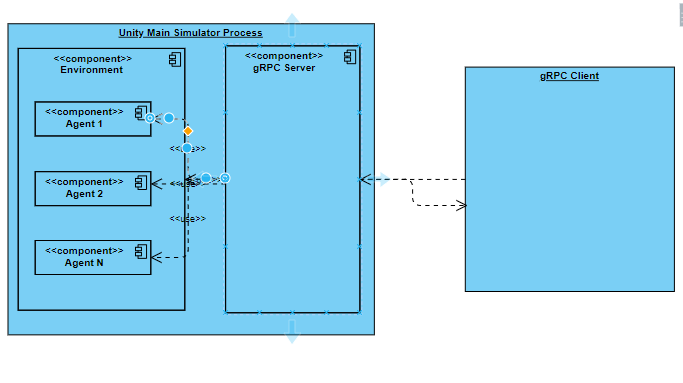 Unity Main Simulator Process
<<component>>
Environment
<<component>>
Agent 1
<<component>>
Agent 2
<<component>>
Agent N
<<use>>
<<component>>
gRPC Server
gRPC Client